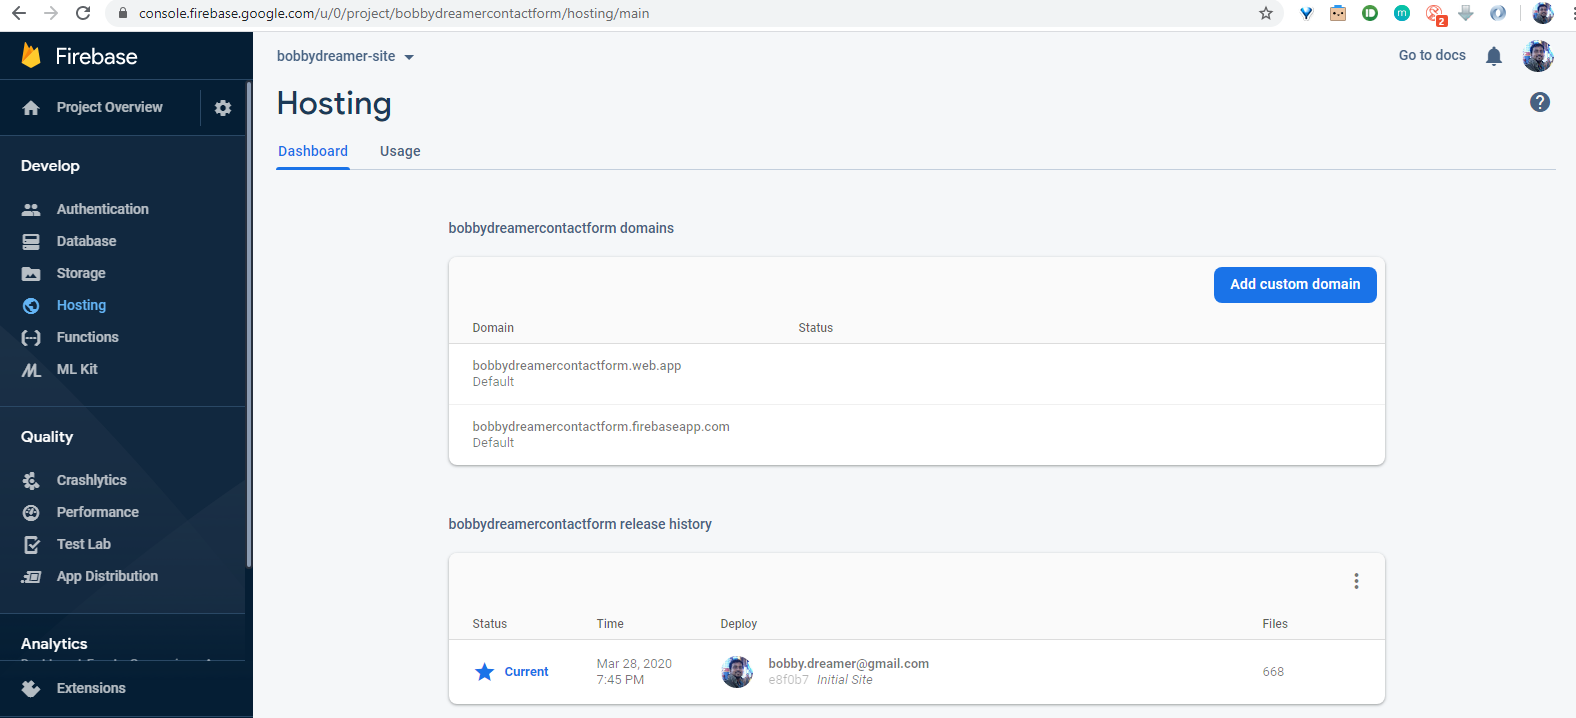 console.firebase.google.com/u/0/project/bobbydreamercontactform/hosting/main
2
Firebase
Project Overview
Develop
Authentication
Database
Storage
Hosting
Functions
ML Kit
Quality
Crashlytics
Performance
Test Lab
App Distribution
Analytics
Extensions
bobbydreamer-site
Go to docs
Hosting
?
Dashboard Usage
bobbydreamercontactform domains
Add custom domain
Domain Status
bobbydreamercontactform.web.app
Default
bobbydreamercontactform.firebaseapp.com
Default
bobbydreamercontactform release history
Status Time Deploy Files
Current
Mar 28, 2020
7:45 PM
bobby.dreamer@gmail.com
e8f0b7 Initial Site
668